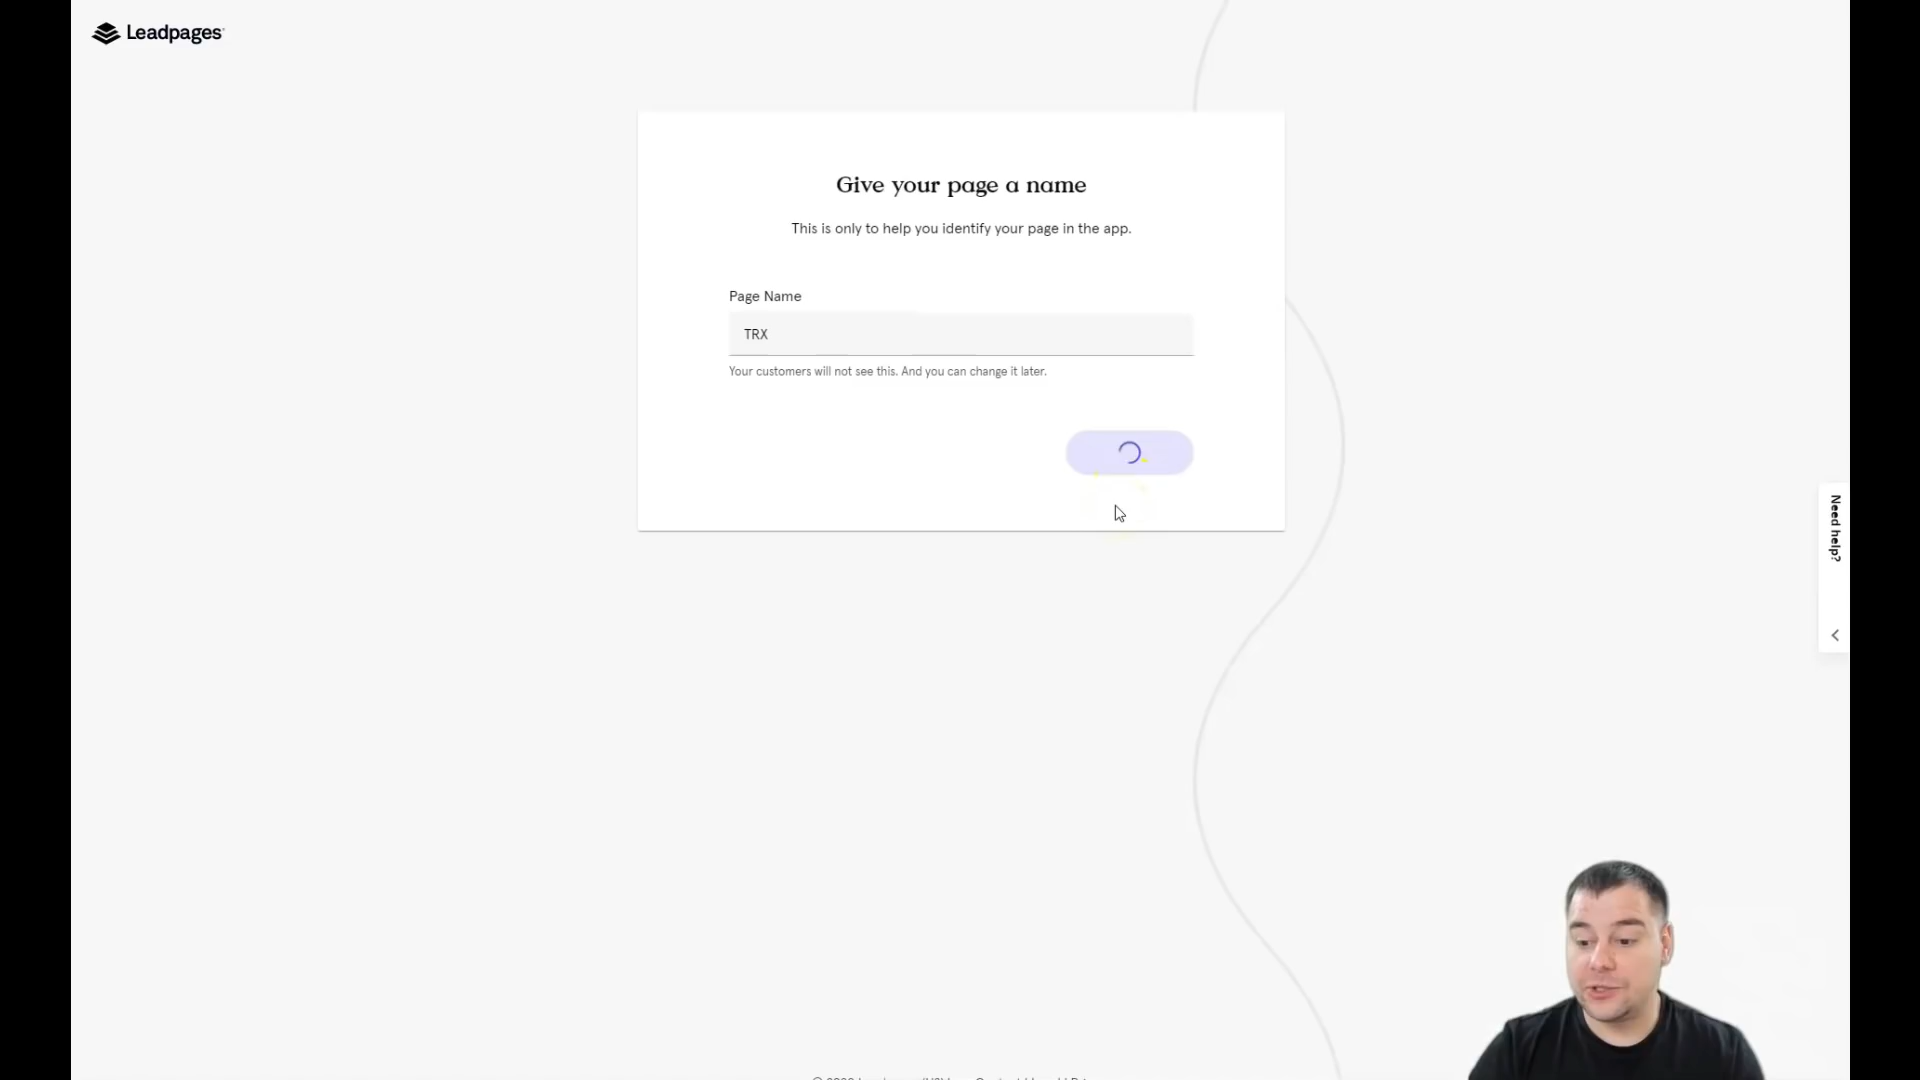 Leadpages
Give your page a name
This is only to help you identify your page in the app.
Page Name
TRX
Your customers will not see this. And you can change it later.
Need help?